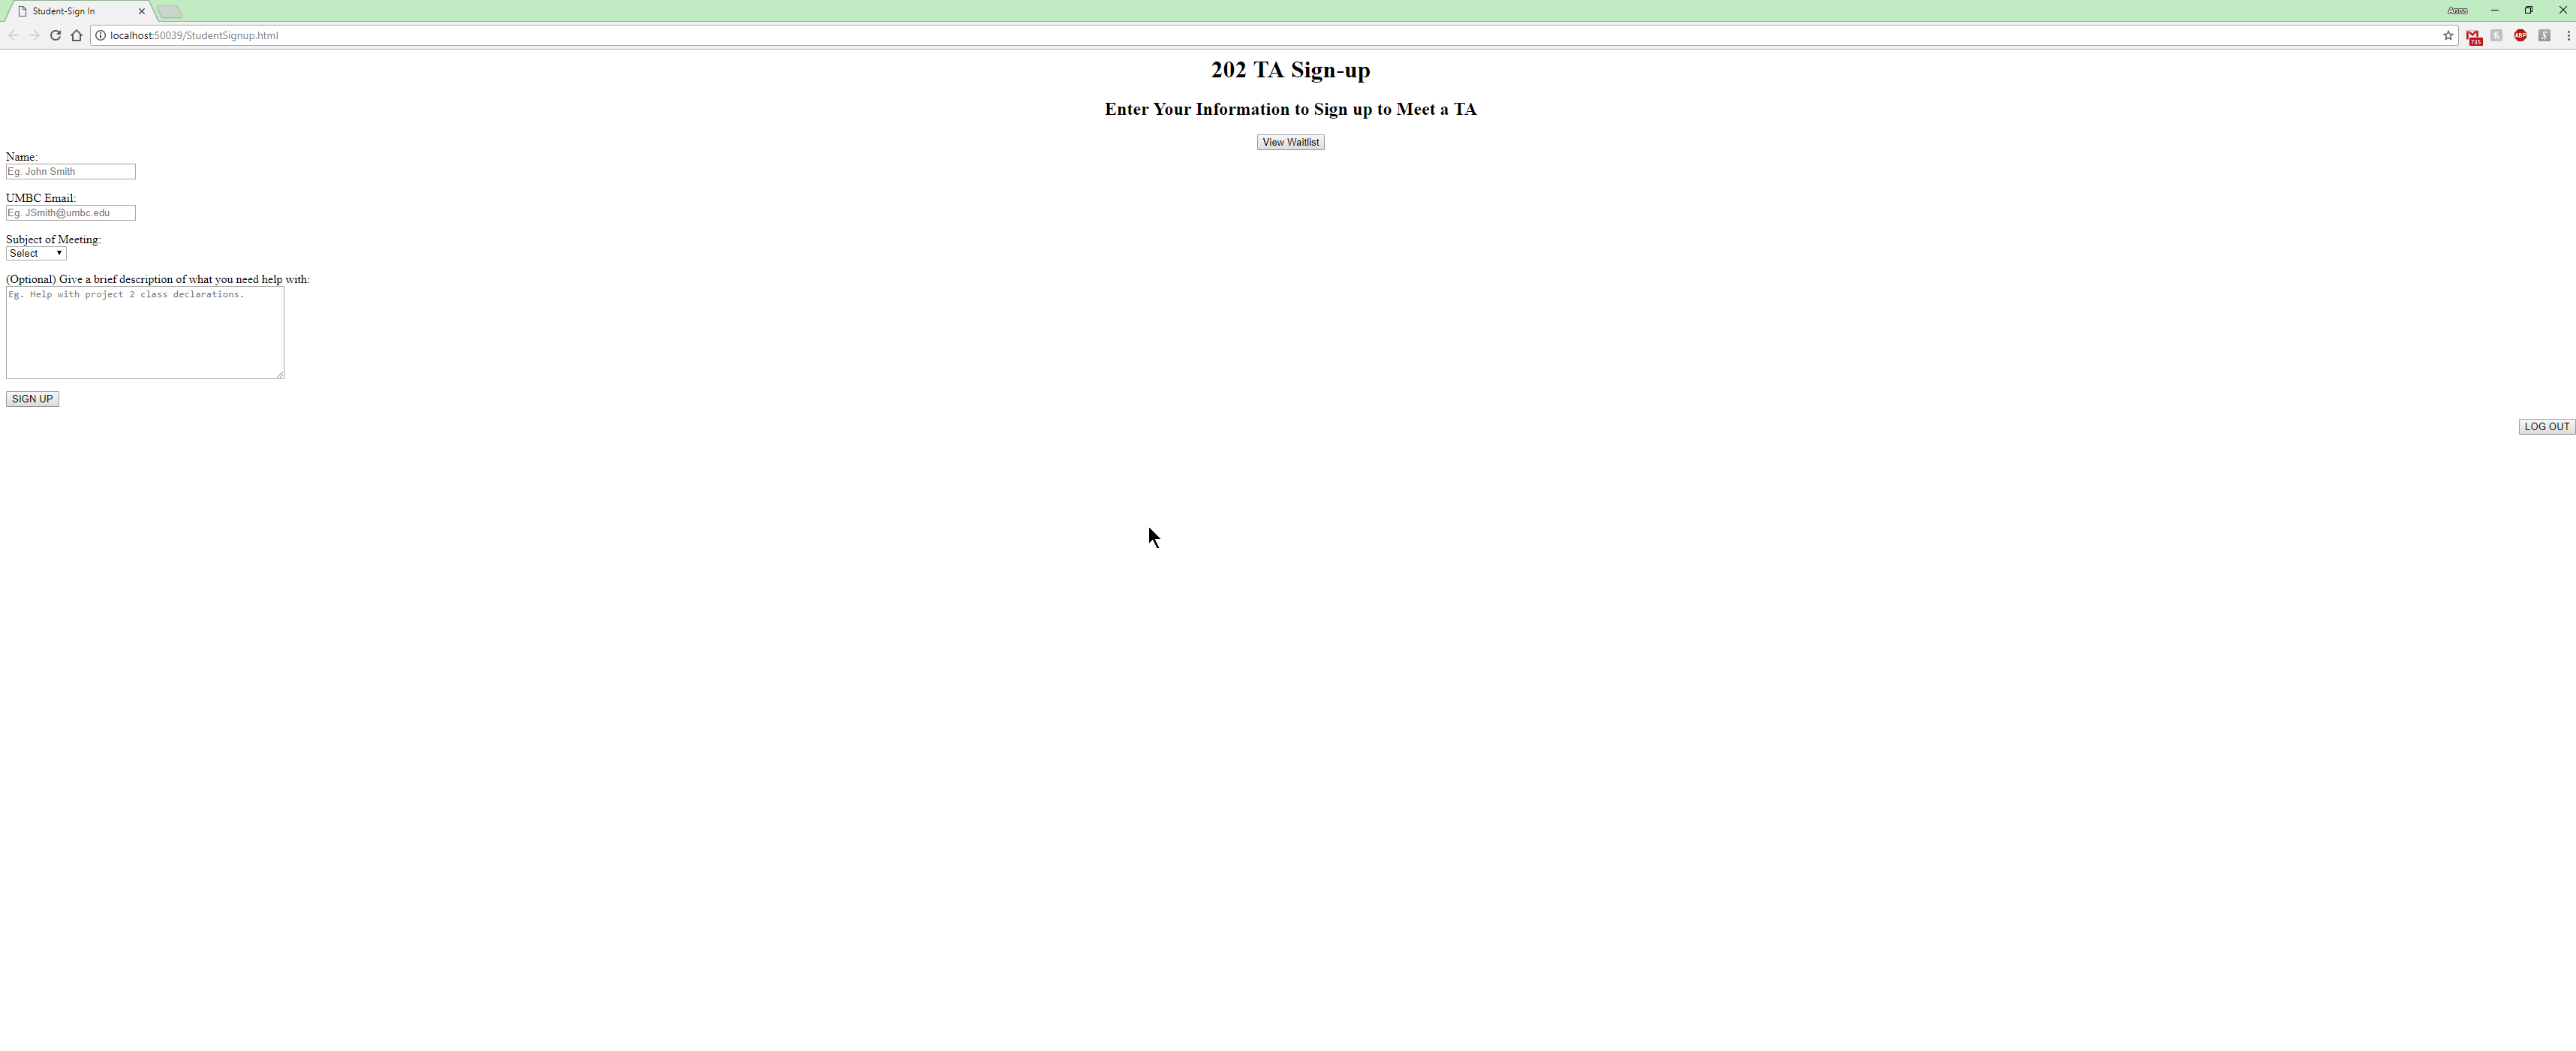 Student-Sign In
Anna
localhost:50039/StudentSignup.html
735
ABP
202 TA Sign-up
Enter Your Information to Sign up to Meet a TA
View Waitlist
Name:
Eg. John Smith
UMBC Email:
Eg. JSmith@umbc.edu
Subject of Meeting:
Select
(Optional) Give a brief description of what you need help with:
Eg. Help with project 2 class declarations.
SIGN UP
LOG OUT